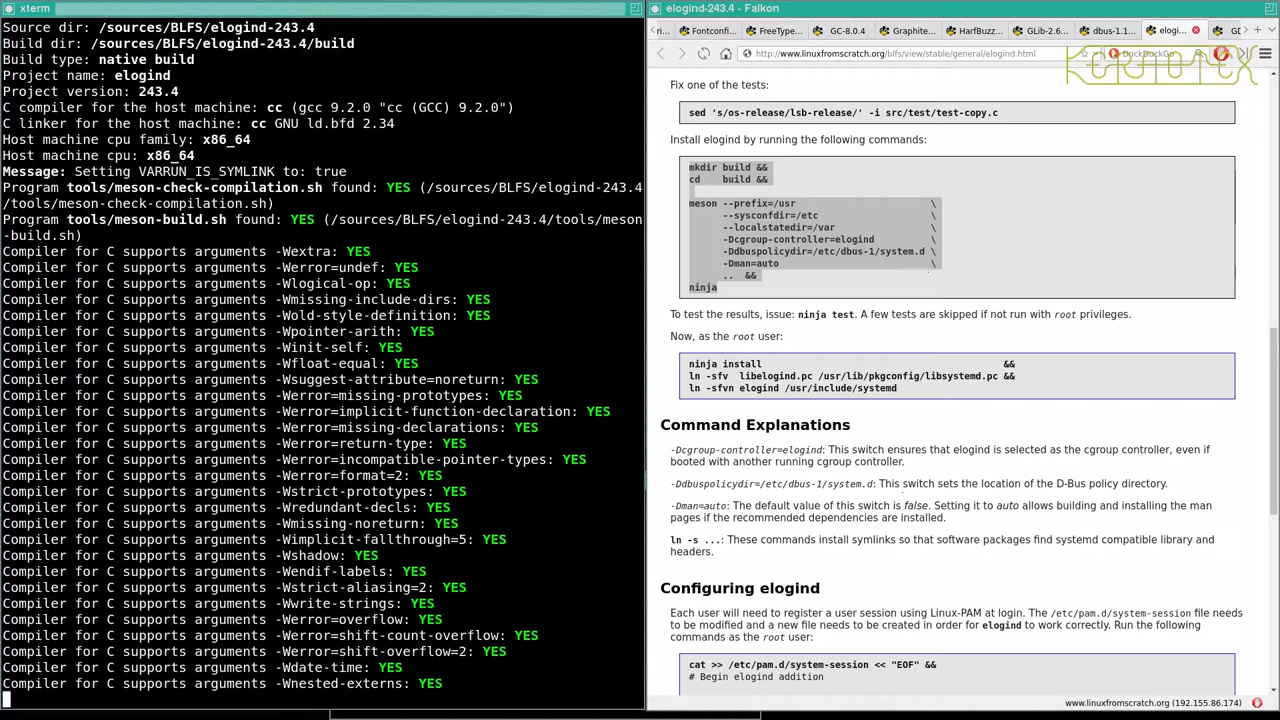 xterm
Source dir: /sources/BLFS/elogind-243.4
Build dir: /sources/BLFS/elogind-243.4/build
Build type: native build
Project name: elogind
Project version: 243.4
C compiler for the host machine: cc (gcc 9.2.0 "cc (GCC) 9.2.0")
C linker for the host machine: cc GNU ld.bfd 2.34
Host machine cpu family: x86_64
Host machine cpu: x86_64
Message: Setting VARRUN_IS_SYMLINK to: true
Program tools/meson-check-compilation.sh found: YES (/sources/BLFS/elogind-243.4
/tools/meson-check-compilation.sh)
Program tools/meson-build.sh found: YES (/sources/BLFS/elogind-243.4/tools/meson
-build.sh)
Compiler for C supports arguments -Wextra: YES
Compiler for C supports arguments -Werror=undef: YES
Compiler for C supports arguments -Wlogical-op: YES
Compiler for C supports arguments -Wmissing-include-dirs: YES
Compiler for C supports arguments -Wold-style-definition: YES
Compiler for C supports arguments -Wpointer-arith: YES
Compiler for C supports arguments -Winit-self: YES
Compiler for C supports arguments -Wfloat-equal: YES
Compiler for C supports arguments -Wsuggest-attribute=noreturn: YES
Compiler for C supports arguments -Werror=missing-prototypes: YES
Compiler for C supports arguments -Werror=implicit-function-declaration: YES
Compiler for C supports arguments -Werror=missing-declarations: YES
Compiler for C supports arguments -Werror=return-type: YES
Compiler for C supports arguments -Werror=incompatible-pointer-types: YES
Compiler for C supports arguments -Werror=format=2: YES
Compiler for C supports arguments -Wstrict-prototypes: YES
Compiler for C supports arguments -Wredundant-decls: YES
Compiler for C supports arguments -Wmissing-noreturn: YES
Compiler for C supports arguments -Wimplicit-fallthrough=5: YES
Compiler for C supports arguments -Wshadow: YES
Compiler for C supports arguments -Wendif-labels: YES
Compiler for C supports arguments -Wstrict-aliasing=2: YES
Compiler for C supports arguments -Wwrite-strings: YES
Compiler for C supports arguments -Werror=overflow: YES
Compiler for C supports arguments -Werror=shift-count-overflow: YES
Compiler for C supports arguments -Werror=shift-overflow=2: YES
Compiler for C supports arguments -Wdate-time: YES
Compiler for C supports arguments -Wnested-externs: YES
elogind-243.4 - Falkon
ri... Fontconfi... FreeType... GC-8.0.4 Graphite... HarfBuzz... GLib-2.6... dbus-1.1... elogi... GD
http://www.linuxfromscratch.org/blfs/view/stable/general/elogind.html DuckDuckGo
Fix one of the tests:
sed 's/os-release/lsb-release/' -i src/test/test-copy.c
Install elogind by running the following commands:
mkdir build &&
cd    build &&
meson --prefix=/usr \
--sysconfdir=/etc \
--localstatedir=/var \
-Dcgroup-controller=elogind \
-Ddbuspolicydir=/etc/dbus-1/system.d \
-Dman=auto \
.. &&
ninja
To test the results, issue: ninja test. A few tests are skipped if not run with root privileges.
Now, as the root user:
ninja install &&
ln -sfv  libelogind.pc /usr/lib/pkgconfig/libsystemd.pc &&
ln -sfvn elogind /usr/include/systemd
Command Explanations
-Dcgroup-controller=elogind: This switch ensures that elogind is selected as the cgroup controller, even if
booted with another running cgroup controller.
-Ddbuspolicydir=/etc/dbus-1/system.d: This switch sets the location of the D-Bus policy directory.
-Dman=auto: The default value of this switch is false. Setting it to auto allows building and installing the man
pages if the recommended dependencies are installed.
ln -s ...: These commands install symlinks so that software packages find systemd compatible library and
headers.
Configuring elogind
Each user will need to register a user session using Linux-PAM at login. The /etc/pam.d/system-session file needs
to be modified and a new file needs to be created in order for elogind to work correctly. Run the following
commands as the root user:
cat >> /etc/pam.d/system-session << "EOF" &&
# Begin elogind addition
www.linuxfromscratch.org (192.155.86.174)